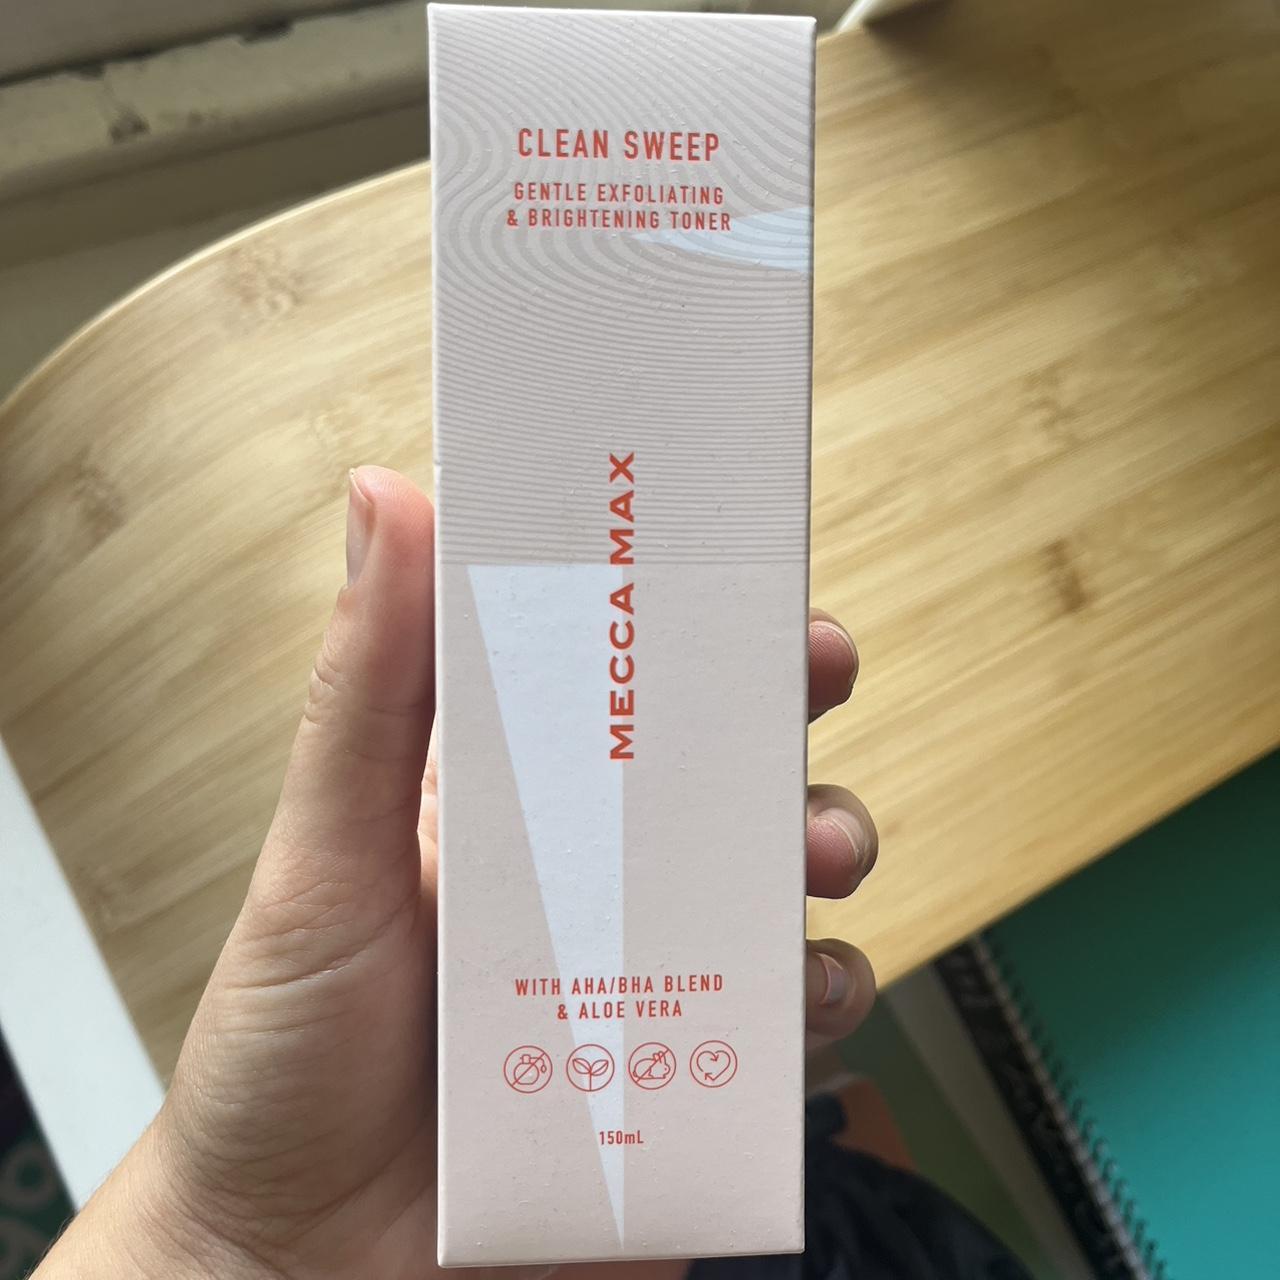 CLEAN SWEEP
GENTLE EXFOLIATING
& BRIGHTENING TONER
MECCA MAX
WITH AHA/BHA BLEND
& ALOE VERA
150mL